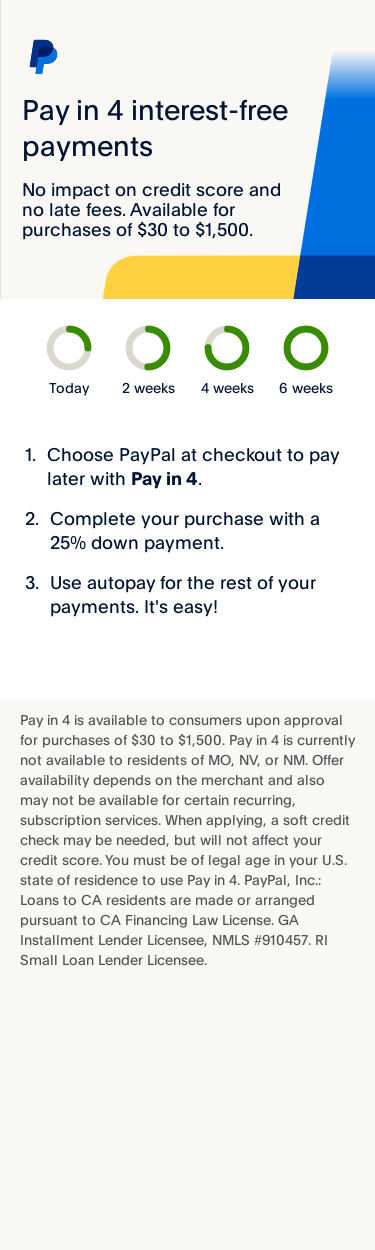 Pay in 4 interest-free
payments
No impact on credit score and
no late fees. Available for
purchases of $30 to $1,500.
Today 2 weeks 4 weeks 6 weeks
1. Choose PayPal at checkout to pay
later with Pay in 4.
2. Complete your purchase with a
25% down payment.
3. Use autopay for the rest of your
payments. It's easy!
Pay in 4 is available to consumers upon approval
for purchases of $30 to $1,500. Pay in 4 is currently
not available to residents of MO, NV, or NM. Offer
availability depends on the merchant and also
may not be available for certain recurring,
subscription services. When applying, a soft credit
check may be needed, but will not affect your
credit score. You must be of legal age in your U.S.
state of residence to use Pay in 4. PayPal, Inc.:
Loans to CA residents are made or arranged
pursuant to CA Financing Law License. GA
Installment Lender Licensee, NMLS #910457. RI
Small Loan Lender Licensee.